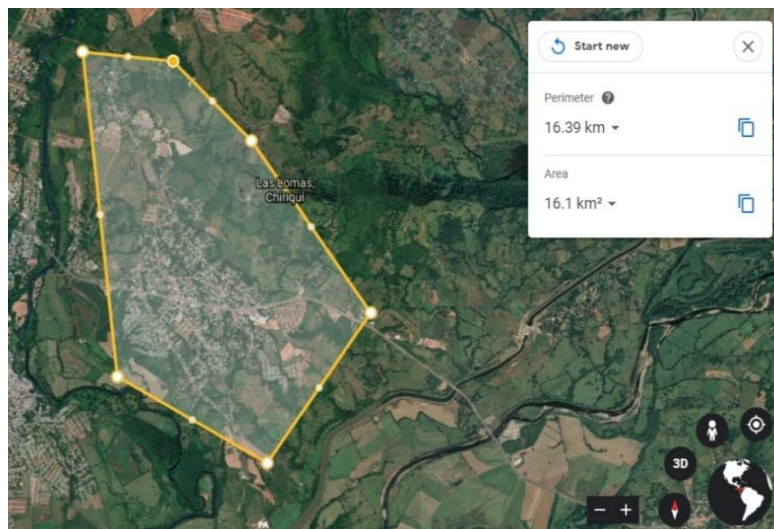 Start new
Perimeter
16.39 km
Area
16.1 km²
Las Lomas,
Chiriquí
3D
PA